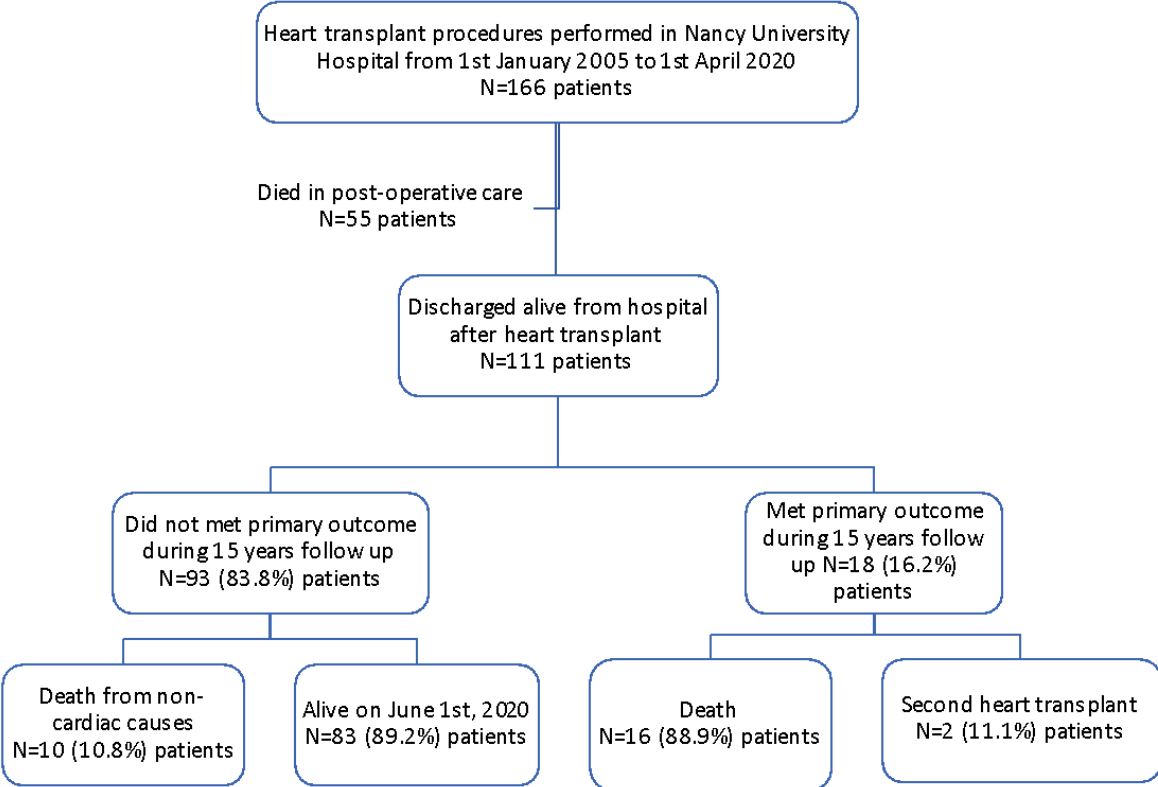 Heart transplant procedures performed in Nancy University
Hospital from 1st January 2005 to 1st April 2020
N=166 patients
Died in post-operative care
N=55 patients
Discharged alive from hospital
after heart transplant
N=111 patients
Did not met primary outcome
during 15 years follow up
N=93 (83.8%) patients
Met primary outcome
during 15 years follow
up N=18 (16.2%)
patients
Death from non-
cardiac causes
N=10 (10.8%) patients
Alive on June 1st, 2020
N=83 (89.2%) patients
Death
N=16 (88.9%) patients
Second heart transplant
N=2 (11.1%) patients